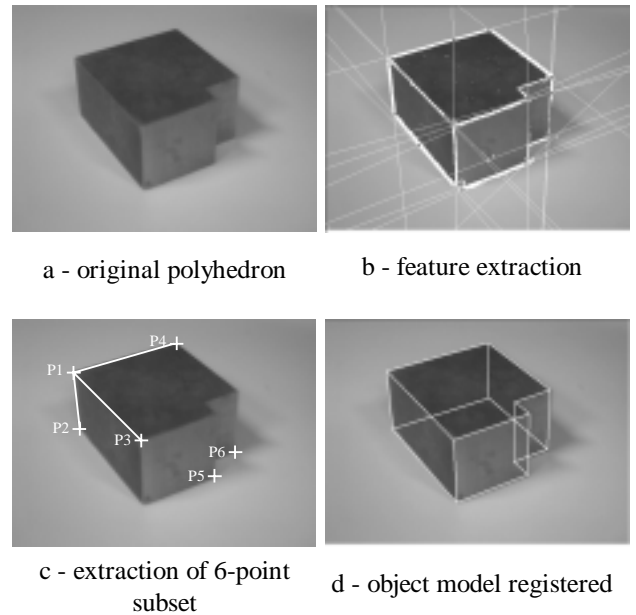 a - original polyhedron
b - feature extraction
P4
P1
P2
P3
P6
P5
c - extraction of 6-point
subset
d - object model registered